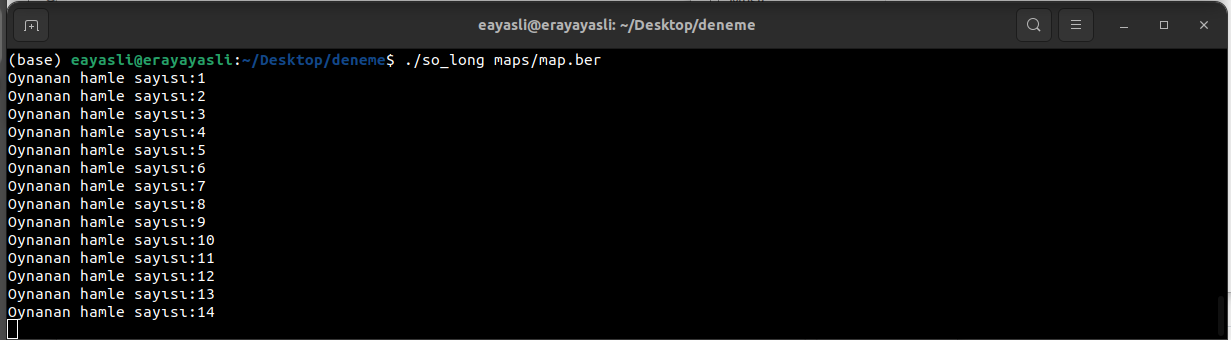 eayasli@erayayasli: ~/Desktop/deneme
(base) eayasli@erayayasli:~/Desktop/deneme$ ./so_long maps/map.ber
Oynanan hamle sayısı:1
Oynanan hamle sayısı:2
Oynanan hamle sayısı:3
Oynanan hamle sayısı:4
Oynanan hamle sayısı:5
Oynanan hamle sayısı:6
Oynanan hamle sayısı:7
Oynanan hamle sayısı:8
Oynanan hamle sayısı:9
Oynanan hamle sayısı:10
Oynanan hamle sayısı:11
Oynanan hamle sayısı:12
Oynanan hamle sayısı:13
Oynanan hamle sayısı:14